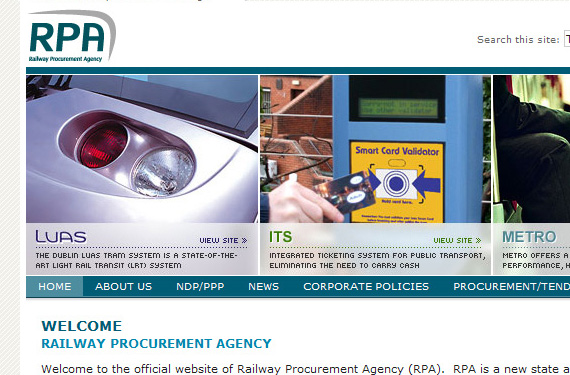 RPA
Railway Procurement Agency
Search this site:
Smart Card Validator
Hold card here.
LUAS
VIEW SITE »
THE DUBLIN LUAS TRAM SYSTEM IS A STATE-OF-THE-
ART LIGHT RAIL TRANSIT (LRT) SYSTEM
ITS
VIEW SITE »
INTEGRATED TICKETING SYSTEM FOR PUBLIC TRANSPORT,
ELIMINATING THE NEED TO CARRY CASH
METRO
METRO OFFERS A
PERFORMANCE, H
HOME ABOUT US NDP/PPP NEWS CORPORATE POLICIES PROCUREMENT/TEND
WELCOME
RAILWAY PROCUREMENT AGENCY
Welcome to the official website of Railway Procurement Agency (RPA). RPA is a new state a